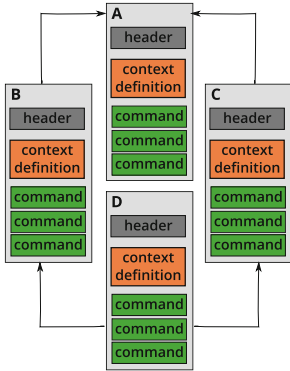 A
header
context
definition
command
command
command
B
header
context
definition
command
command
command
C
header
context
definition
command
command
command
D
header
context
definition
command
command
command